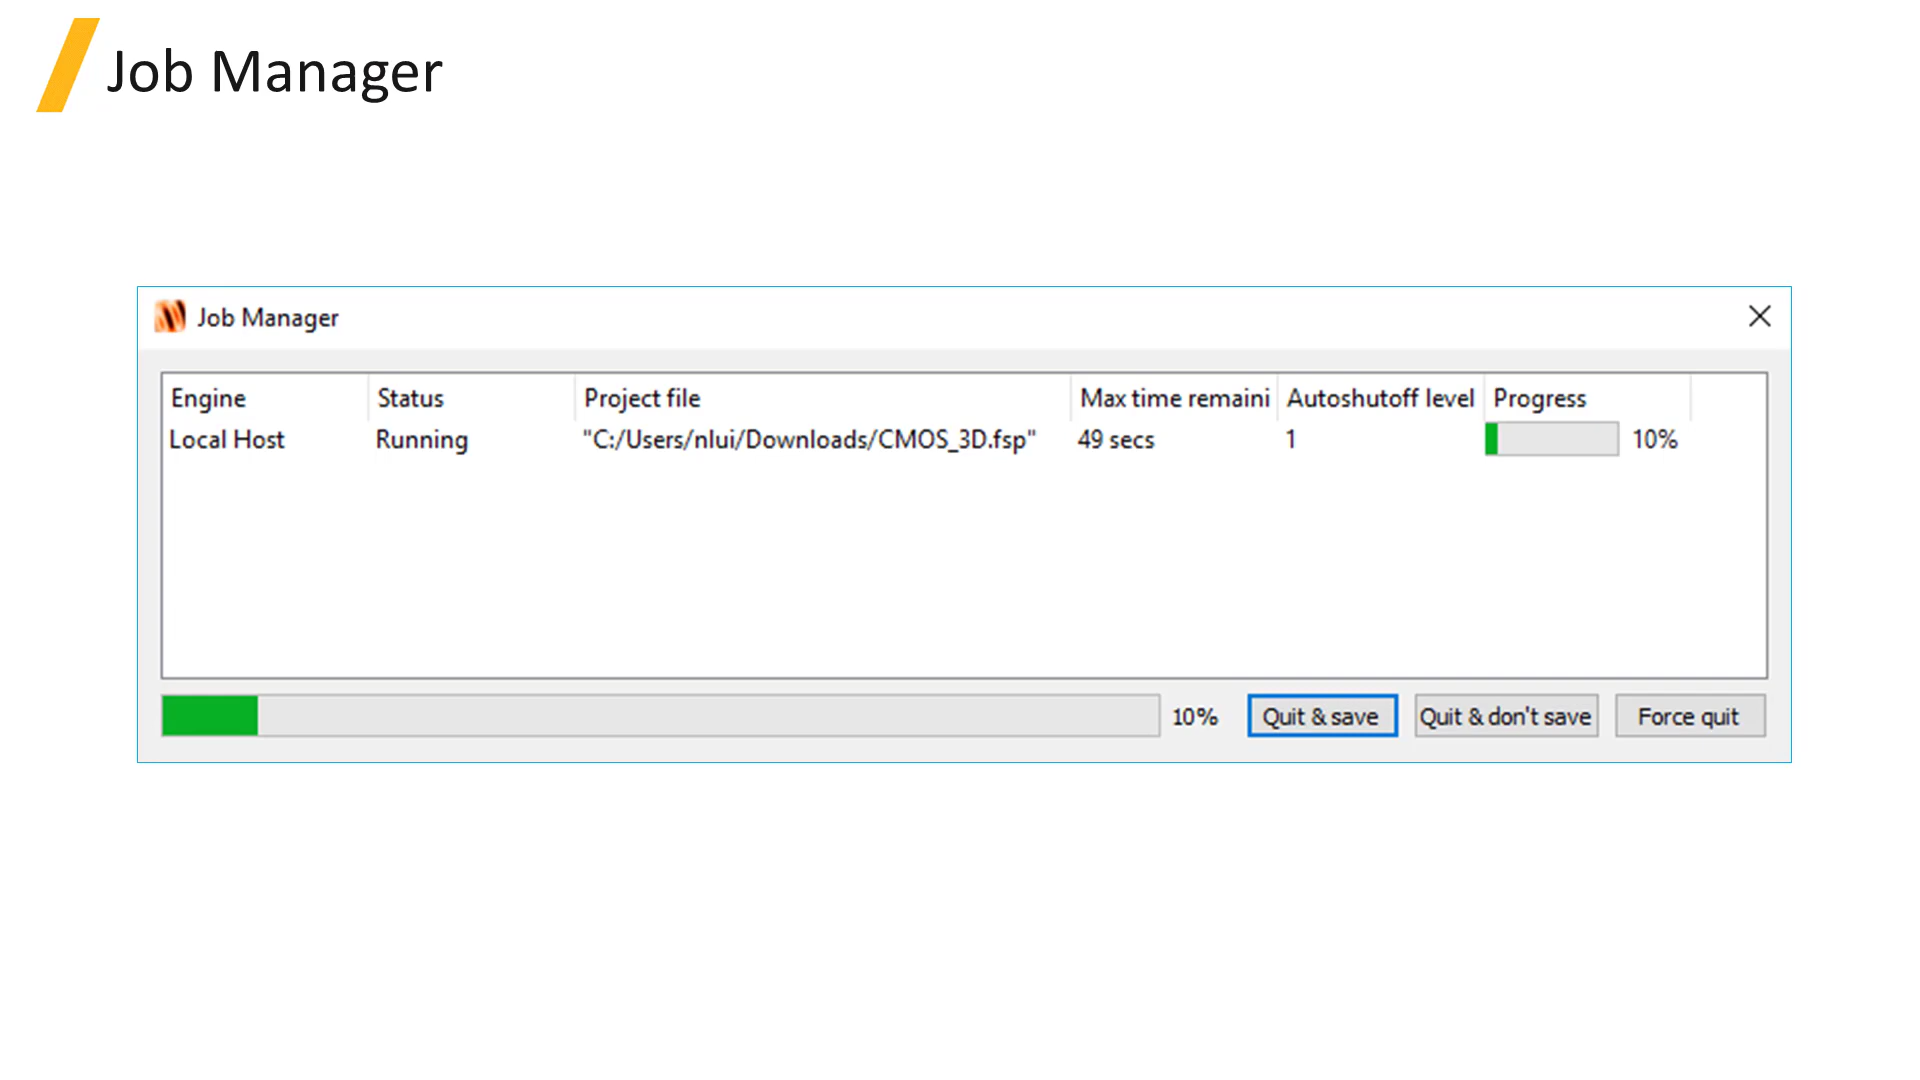 Job Manager
Job Manager
Engine Status Project file Max time remaini Autoshutoff level Progress
Local Host Running "C:/Users/nlui/Downloads/CMOS_3D.fsp" 49 secs 1 10%
10% Quit & save Quit & don't save Force quit